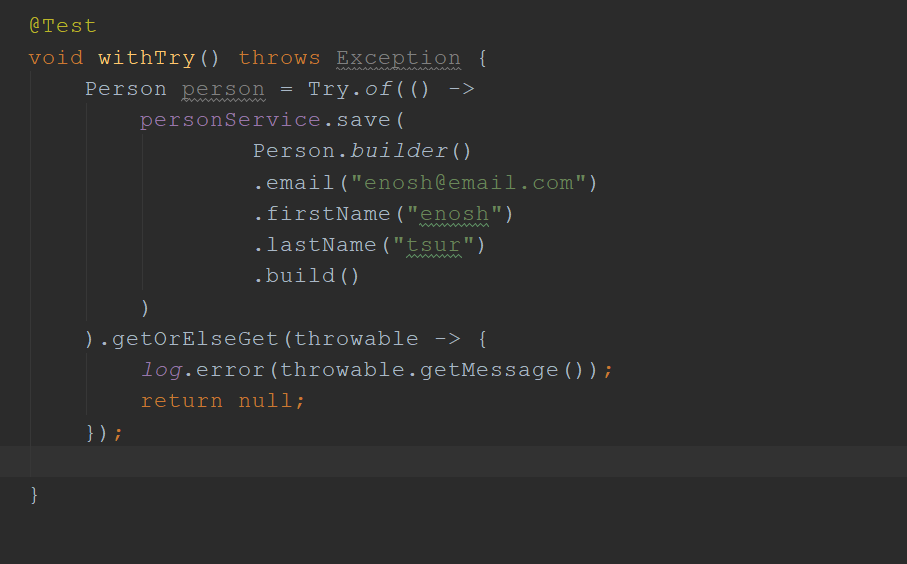 @Test
void withTry() throws Exception {
Person person = Try.of(() ->
personService.save(
Person.builder()
.email("enosh@email.com")
.firstName("enosh")
.lastName("tsur")
.build()
)
).getOrElseGet(throwable -> {
log.error(throwable.getMessage());
return null;
});
}